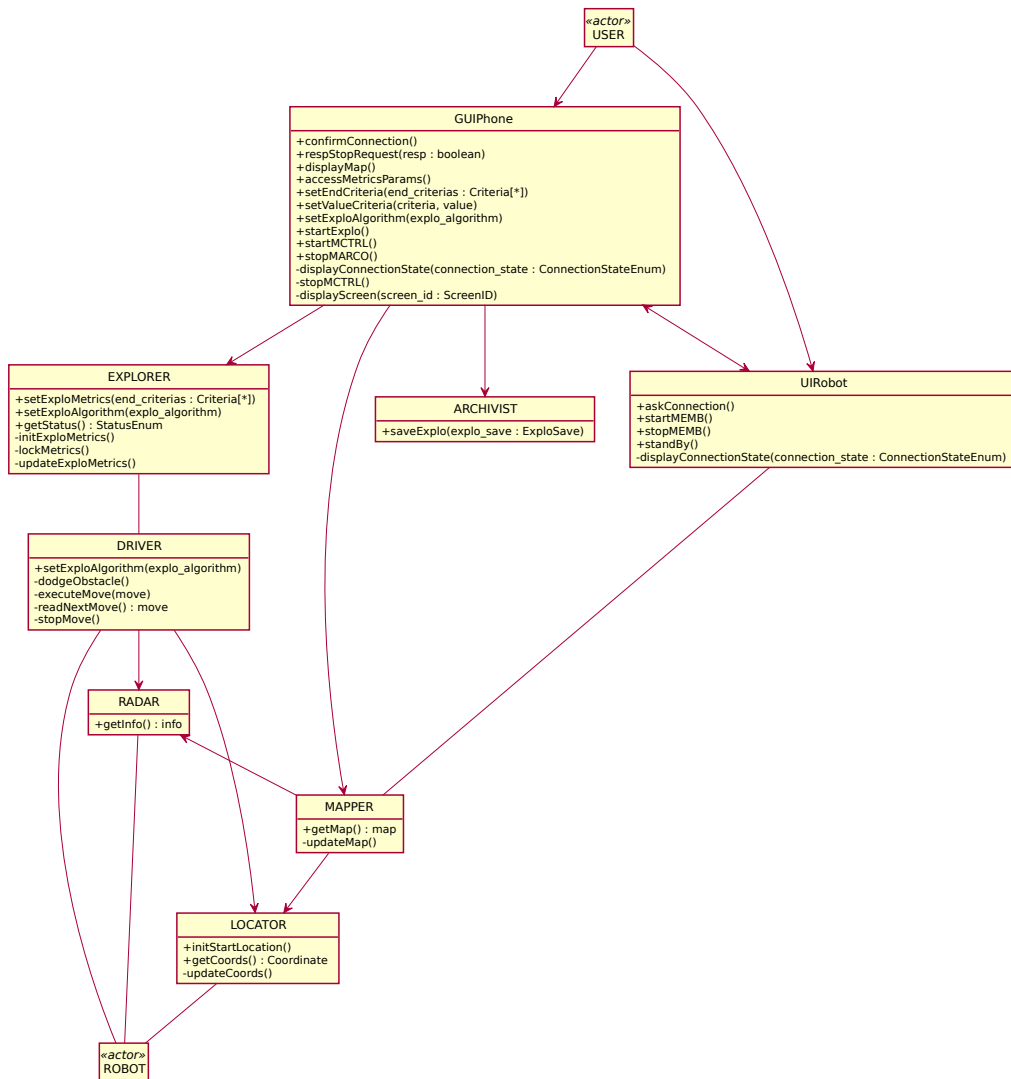 «actor»
USER
GUIPhone
+confirmConnection()
+respStopRequest(resp : boolean)
+displayMap()
+accessMetricsParams()
+setEndCriteria(end_criterias : Criteria[*])
+setValueCriteria(criteria, value)
+setExploAlgorithm(explo_algorithm)
+startExplo()
+startMCTRL()
+stopMARCO()
-displayConnectionState(connection_state : ConnectionStateEnum)
-stopMCTRL()
-displayScreen(screen_id : ScreenID)
EXPLORER
+setExploMetrics(end_criterias : Criteria[*])
+setExploAlgorithm(explo_algorithm)
+getStatus() : StatusEnum
-initExploMetrics()
-lockMetrics()
-updateExploMetrics()
ARCHIVIST
+saveExplo(explo_save : ExploSave)
UIRobot
+askConnection()
+startMEMB()
+stopMEMB()
+standBy()
-displayConnectionState(connection_state : ConnectionStateEnum)
DRIVER
+setExploAlgorithm(explo_algorithm)
-dodgeObstacle()
-executeMove(move)
-readNextMove() : move
-stopMove()
RADAR
+getInfo() : info
MAPPER
+getMap() : map
-updateMap()
LOCATOR
+initStartLocation()
+getCoords() : Coordinate
-updateCoords()
«actor»
ROBOT